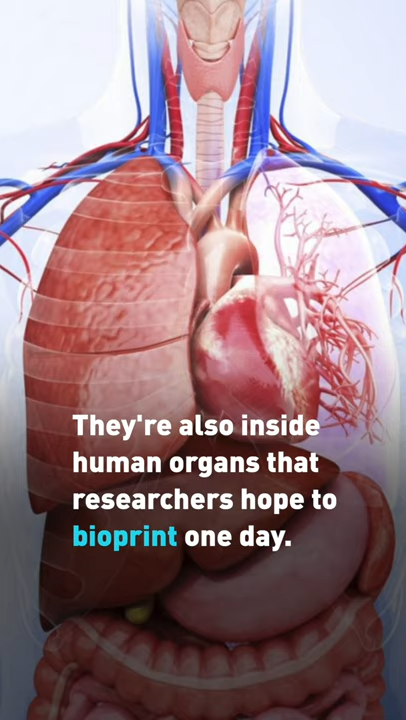 They're also inside
human organs that
researchers hope to
bioprint one day.